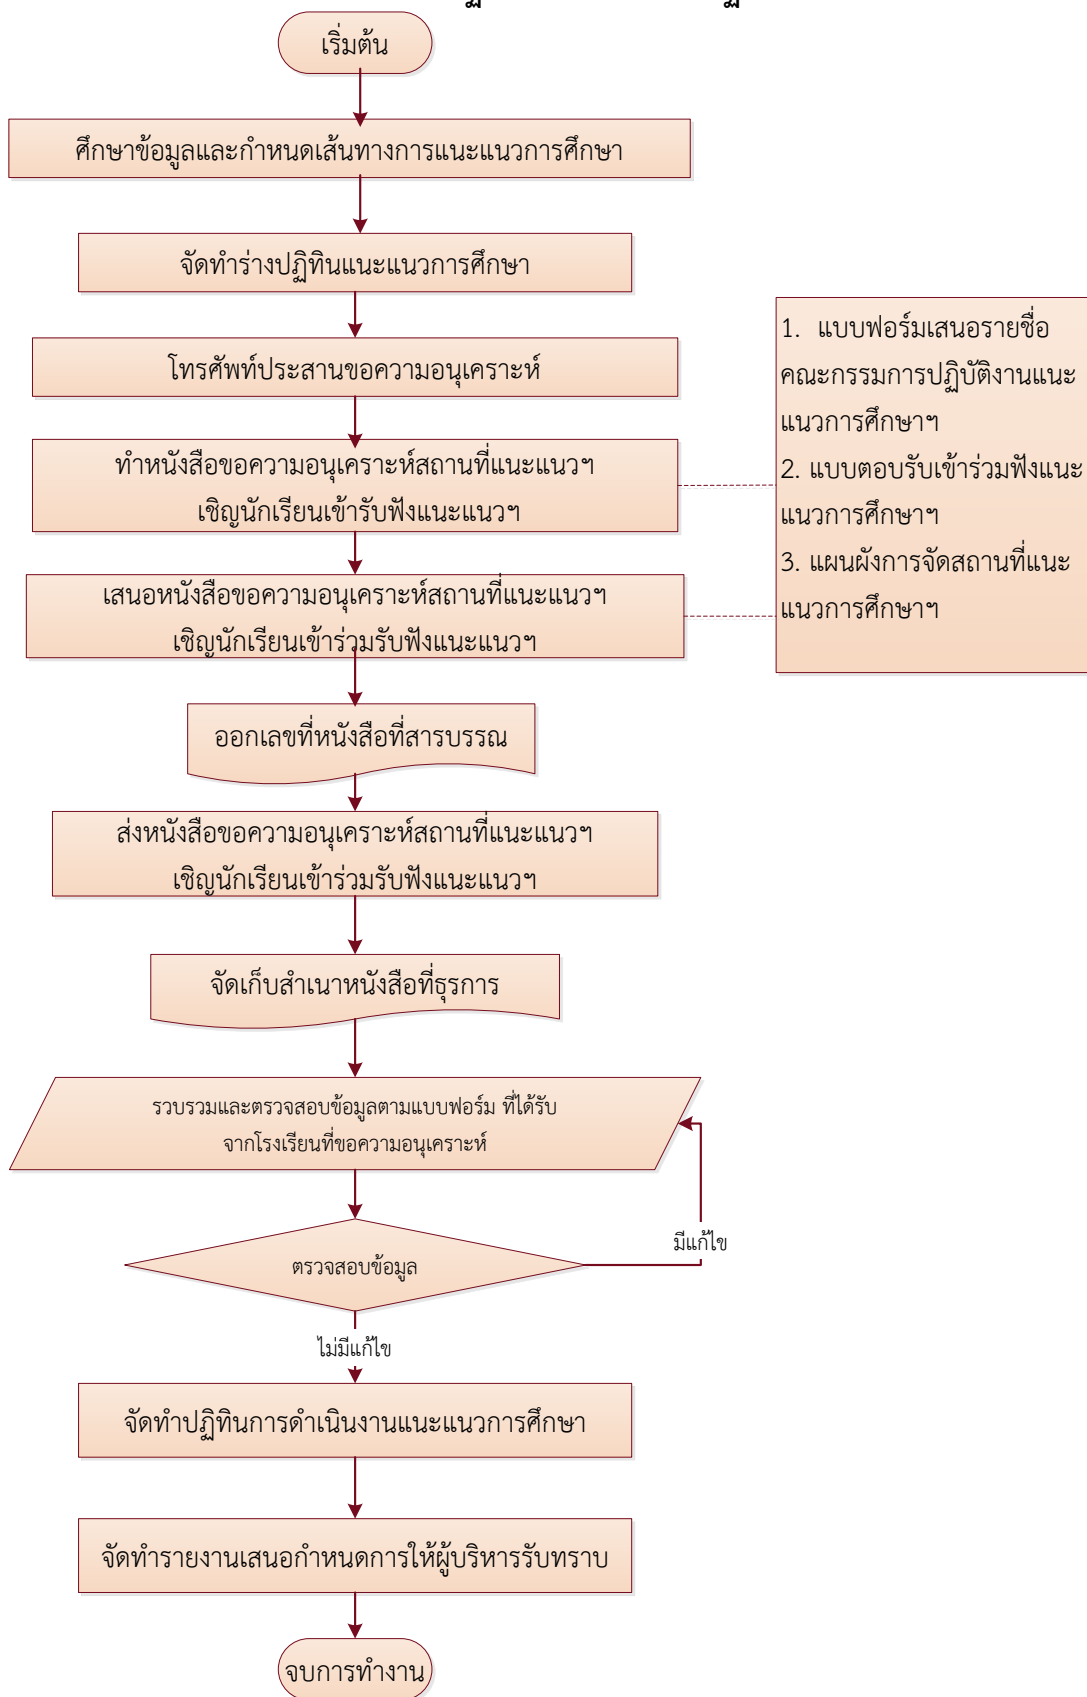 เริ่มต้น
ศึกษาข้อมูลและกำหนดเส้นทางการแนะแนวการศึกษา
จัดทำร่างปฏิทินแนะแนวการศึกษา
โทรศัพท์ประสานขอความอนุเคราะห์
ทำหนังสือขอความอนุเคราะห์สถานที่แนะแนวฯ
เชิญนักเรียนเข้ารับฟังแนะแนวฯ
1. แบบฟอร์มเสนอรายชื่อ
คณะกรรมการปฏิบัติงานแนะ
แนวการศึกษาฯ
2. แบบตอบรับเข้าร่วมฟังแนะ
แนวการศึกษาฯ
3. แผนผังการจัดสถานที่แนะ
แนวการศึกษาฯ
เสนอหนังสือขอความอนุเคราะห์สถานที่แนะแนวฯ
เชิญนักเรียนเข้าร่วมรับฟังแนะแนวฯ
ออกเลขที่หนังสือที่สารบรรณ
ส่งหนังสือขอความอนุเคราะห์สถานที่แนะแนวฯ
เชิญนักเรียนเข้าร่วมรับฟังแนะแนวฯ
จัดเก็บสำเนาหนังสือที่ธุรการ
รวบรวมและตรวจสอบข้อมูลตามแบบฟอร์ม ที่ได้รับ
จากโรงเรียนที่ขอความอนุเคราะห์
มีแก้ไข
ตรวจสอบข้อมูล
ไม่มีแก้ไข
จัดทำปฏิทินการดำเนินงานแนะแนวการศึกษา
จัดทำรายงานเสนอกำหนดการให้ผู้บริหารรับทราบ
จบการทำงาน